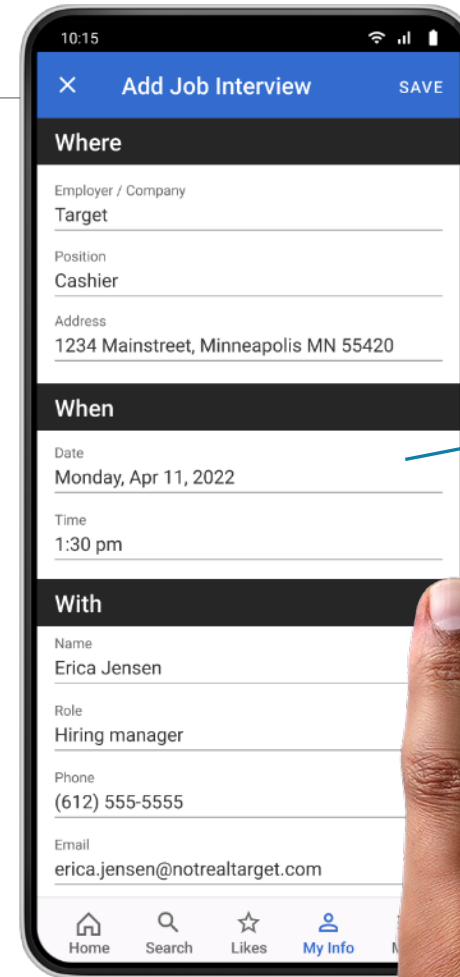 10:15
Add Job Interview
SAVE
Where
Employer / Company
Target
Position
Cashier
Address
1234 Mainstreet, Minneapolis MN 55420
When
Date
Monday, Apr 11, 2022
Time
1:30 pm
With
Name
Erica Jensen
Role
Hiring manager
Phone
(612) 555-5555
Email
erica.jensen@notrealtarget.com
Home Search Likes My Info